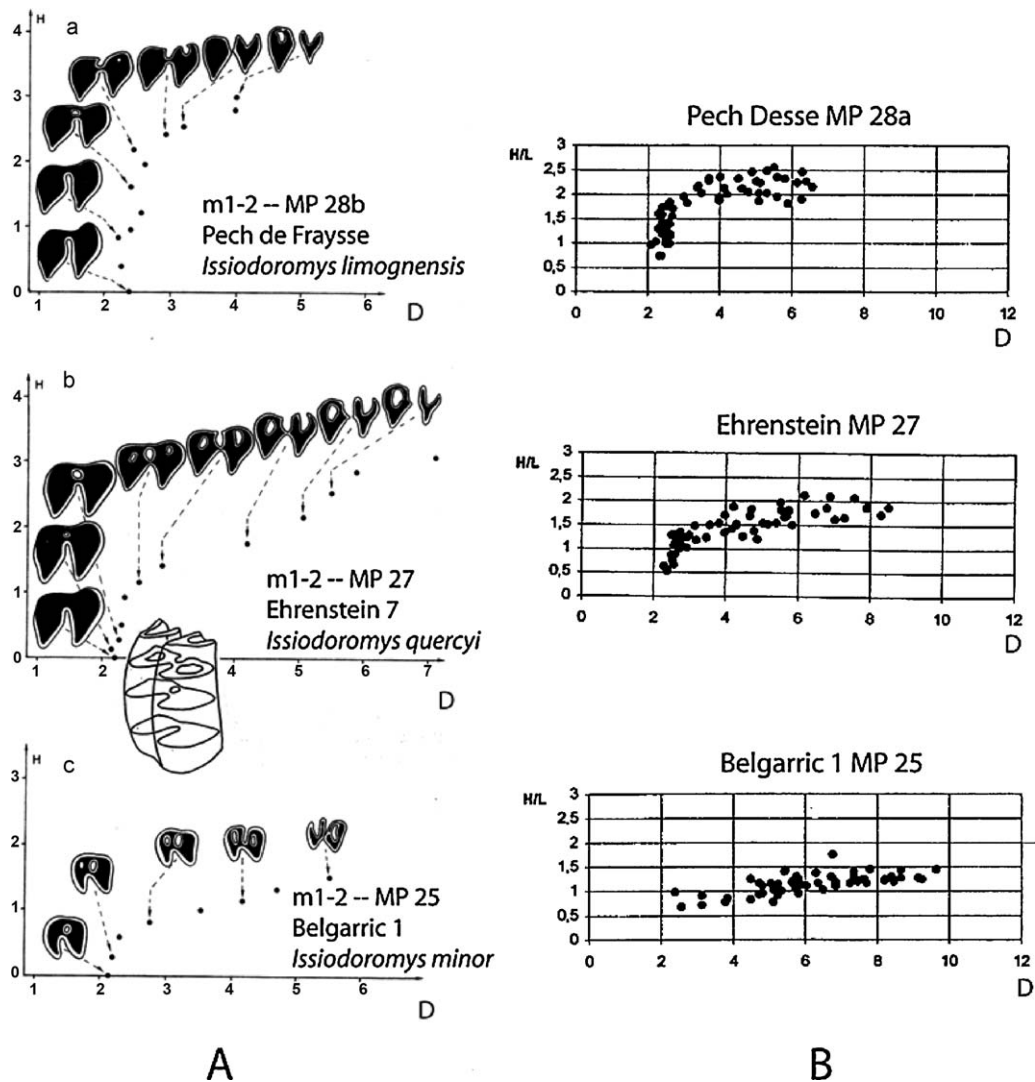 H
a
4
3
2
1
0
1 2 3 4 5 6
D
m1-2 -- MP 28b
Pech de Fraysse
Issiodoromys limognensis
H
b
4
3
2
1
0
1 2 4 5 6 7
D
m1-2 -- MP 27
Ehrenstein 7
Issiodoromys quercyi
H
c
3
2
1
0
1 2 3 4 5 6
D
m1-2 -- MP 25
Belgarric 1
Issiodoromys minor
A
Pech Desse MP 28a
H/L
3
2,5
2
1,5
1
0,5
0
0 2 4 6 8 10 12
D
Ehrenstein MP 27
H/L
3
2,5
2
1,5
1
0,5
0
0 2 4 6 8 10 12
D
Belgarric 1 MP 25
H/L
3
2,5
2
1,5
1
0,5
0
0 2 4 6 8 10 12
D
B